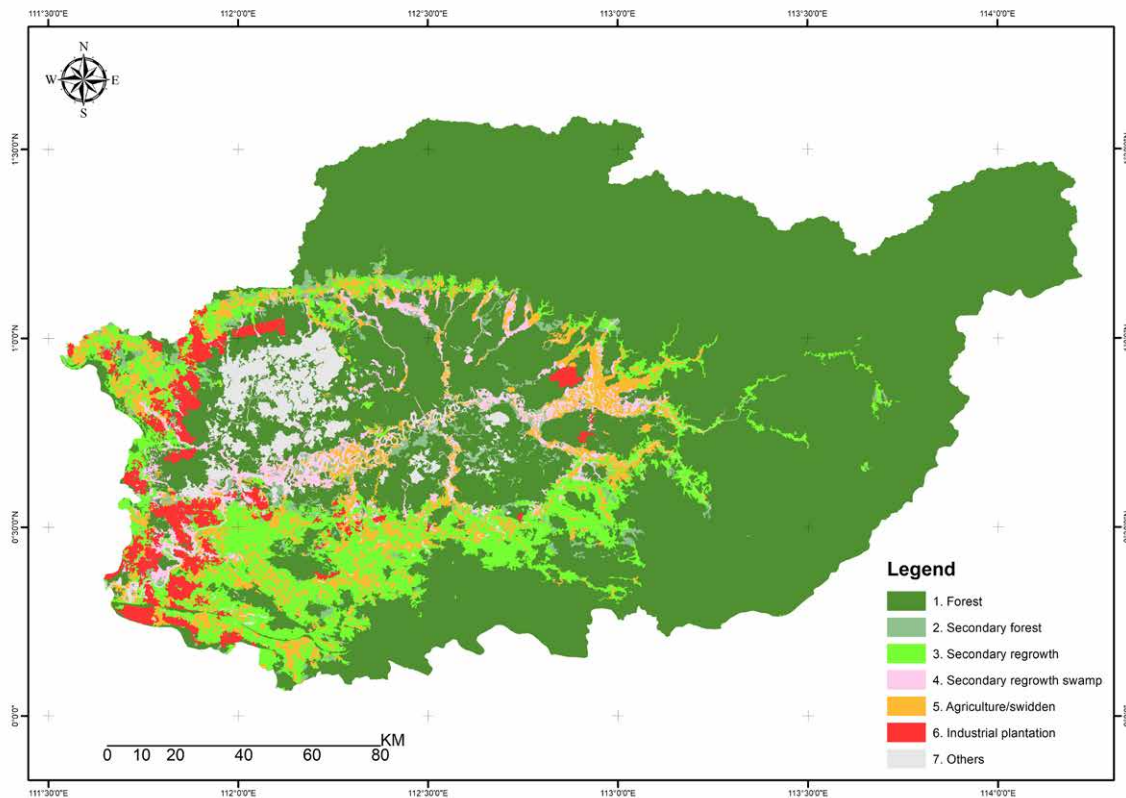 111°30'0"E 112°0'0"E 112°30'0"E 113°0'0"E 113°30'0"E 114°0'0"E
N
W E
S
1°30'0"N
1°0'0"N
0°30'0"N
0°0'0"
Legend
1. Forest
2. Secondary forest
3. Secondary regrowth
4. Secondary regrowth swamp
5. Agriculture/swidden
6. Industrial plantation
7. Others
KM
0 10 20 40 60 80
111°30'0"E 112°0'0"E 112°30'0"E 113°0'0"E 113°30'0"E 114°0'0"E